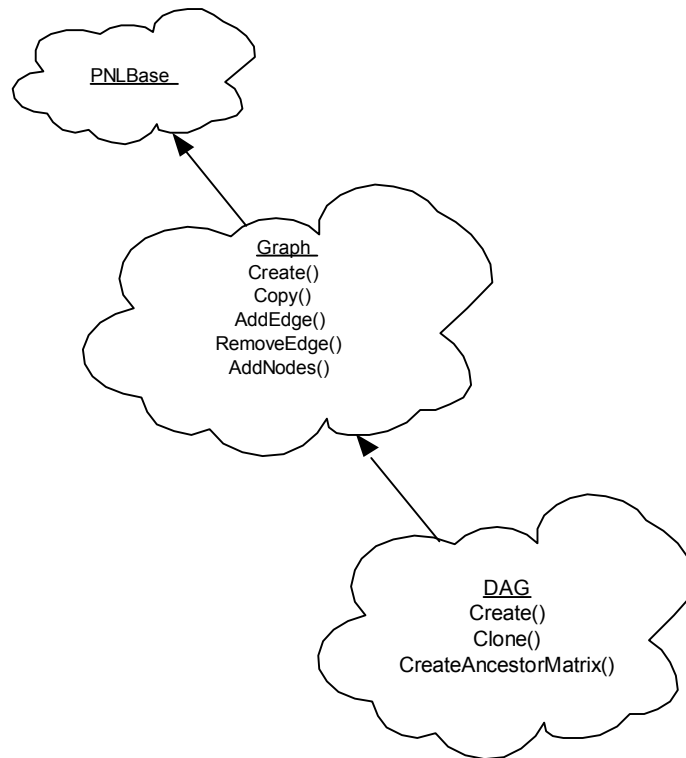 PNLBase
Graph
Create()
Copy()
AddEdge()
RemoveEdge()
AddNodes()
DAG
Create()
Clone()
CreateAncestorMatrix()